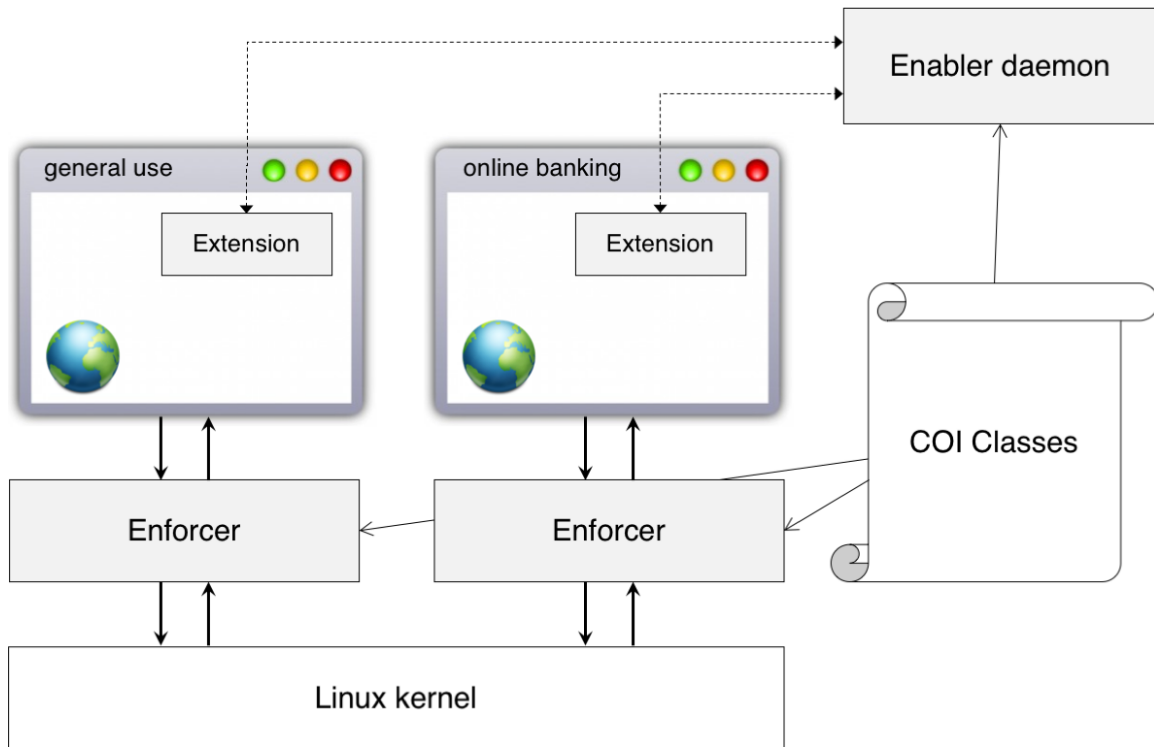 Enabler daemon
general use
online banking
Extension
Extension
COI Classes
Enforcer
Enforcer
Linux kernel